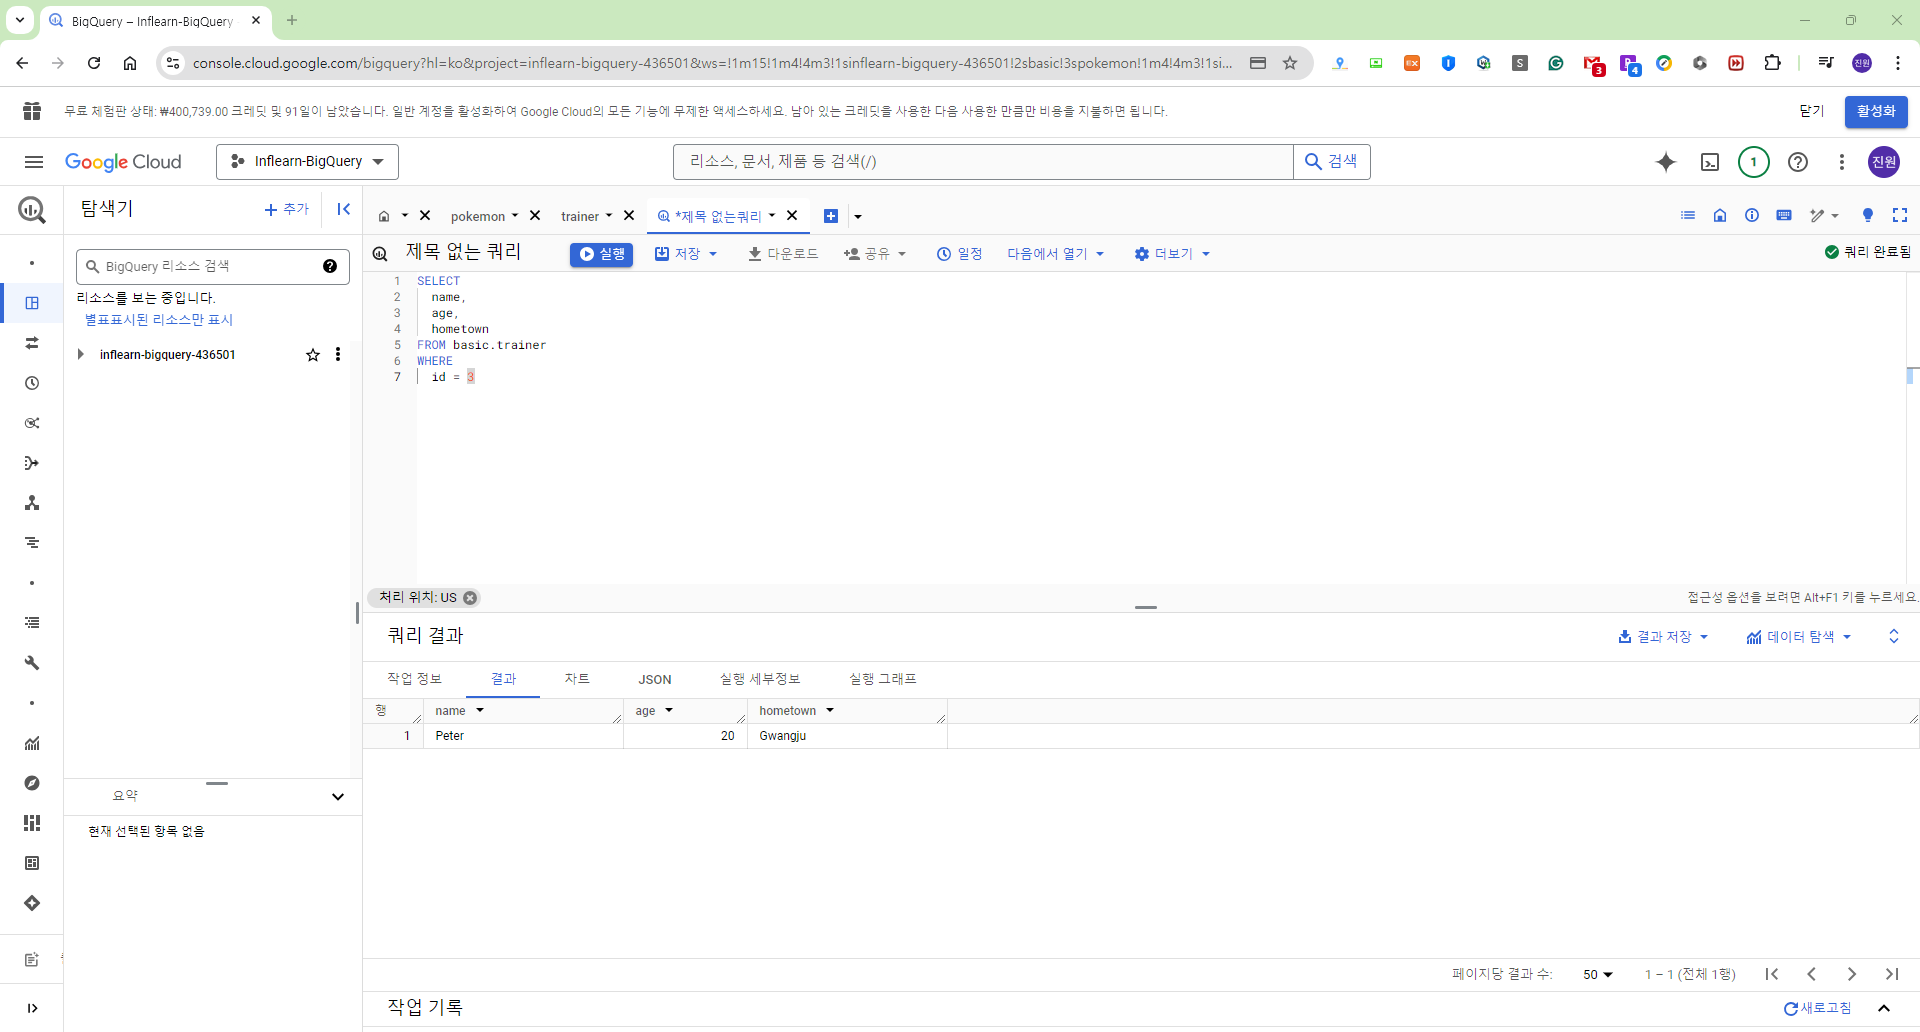 BigQuery – Inflearn-BigQuery
console.cloud.google.com/bigquery?hl=ko&project=inflearn-bigquery-436501&ws=!1m15!1m4!4m3!1sinflearn-bigquery-436501!2sbasic!3spokemon!1m4!4m3!1si...
EX
S
3
4
진원
무료 체험판 상태: ₩400,739.00 크레딧 및 91일이 남았습니다. 일반 계정을 활성화하여 Google Cloud의 모든 기능에 무제한 액세스하세요. 남아 있는 크레딧을 사용한 다음 사용한 만큼만 비용을 지불하면 됩니다.
닫기
활성화
Google Cloud
Inflearn-BigQuery
리소스, 문서, 제품 등 검색(/)
검색
1
진원
탐색기
추가
pokemon
trainer
*제목 없는쿼리
BigQuery 리소스 검색
제목 없는 쿼리
실행
저장
다운로드
공유
일정
다음에서 열기
더보기
쿼리 완료됨
리소스를 보는 중입니다.
별표표시된 리소스만 표시
inflearn-bigquery-436501
1 SELECT
2 name,
3 age,
4 hometown
5 FROM basic.trainer
6 WHERE
7 id = 3
처리 위치: US
접근성 옵션을 보려면 Alt+F1 키를 누르세요.
쿼리 결과
결과 저장
데이터 탐색
작업 정보
결과
차트
JSON
실행 세부정보
실행 그래프
행 name age hometown
1 Peter 20 Gwangju
요약
현재 선택된 항목 없음
페이지당 결과 수:
50
1 – 1 (전체 1행)
작업 기록
새로고침